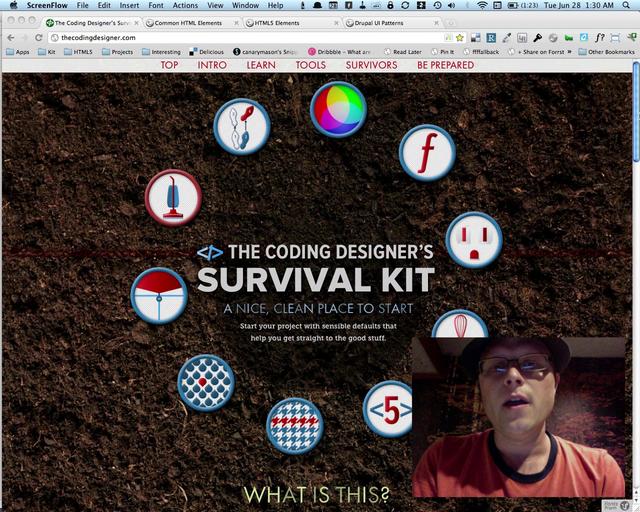 ScreenFlow File Edit Insert Font Actions View Window Help (1:23) Tue Jun 28 1:30 AM
The Coding Designer's Surv Common HTML Elements HTML5 Elements Drupal UI Patterns
thecodingdesigner.com
Apps Kit HTML5 Projects Interesting Delicious canarymason's Snip Dribbble – What are Read Later Pin It ffffallback + Share on Forrst » Other Bookmarks
TOP INTRO LEARN TOOLS SURVIVORS BE PREPARED
f
</> THE CODING DESIGNER'S
SURVIVAL KIT
A NICE, CLEAN PLACE TO START
Start your project with sensible defaults that
help you get straight to the good stuff.
<5>
WHAT IS THIS?